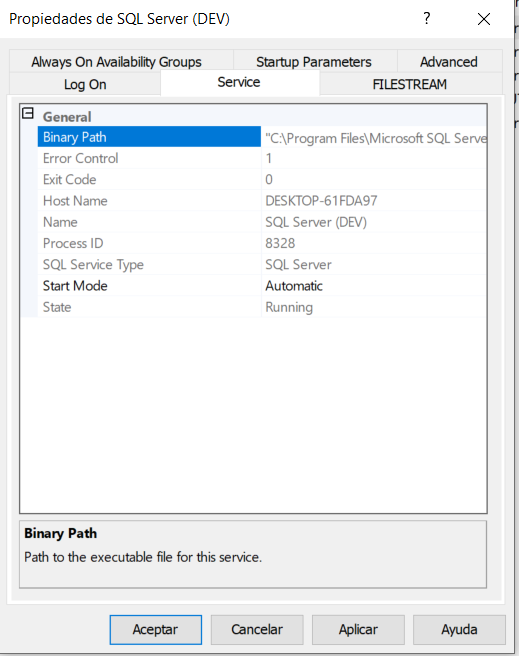 Propiedades de SQL Server (DEV)
?
Always On Availability Groups Startup Parameters Advanced
Log On Service FILESTREAM
General
Binary Path "C:\Program Files\Microsoft SQL Serve
Error Control 1
Exit Code 0
Host Name DESKTOP-61FDA97
Name SQL Server (DEV)
Process ID 8328
SQL Service Type SQL Server
Start Mode Automatic
State Running
Binary Path
Path to the executable file for this service.
Aceptar Cancelar Aplicar Ayuda